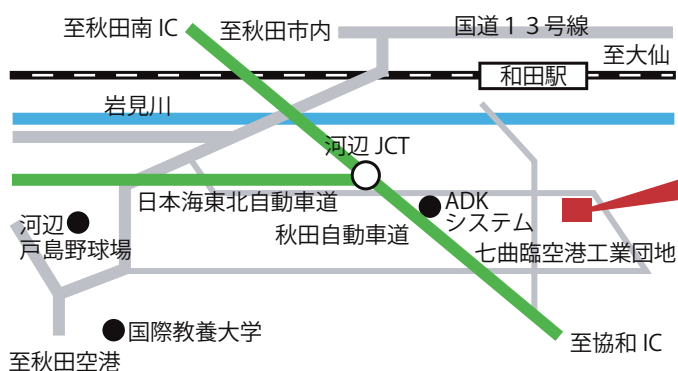 至秋田南 IC
至秋田市内
国道１３号線
至大仙
和田駅
岩見川
河辺 JCT
日本海東北自動車道
ADK
システム
秋田自動車道
河辺
戸島野球場
七曲臨空港工業団地
国際教養大学
至協和 IC
至秋田空港